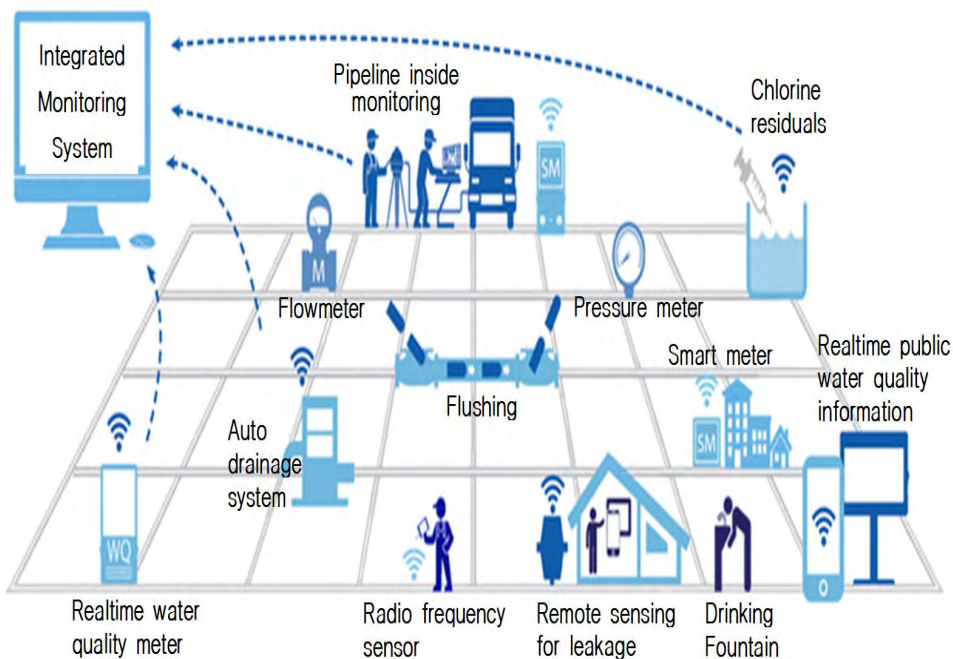 Integrated
Monitoring
System
Pipeline inside
monitoring
SM
Chlorine
residuals
M
Flowmeter
Pressure meter
Flushing
Smart meter
SM
Realtime public
water quality
information
Auto
drainage
system
WQ
Realtime water
quality meter
Radio frequency
sensor
Remote sensing
for leakage
Drinking
Fountain